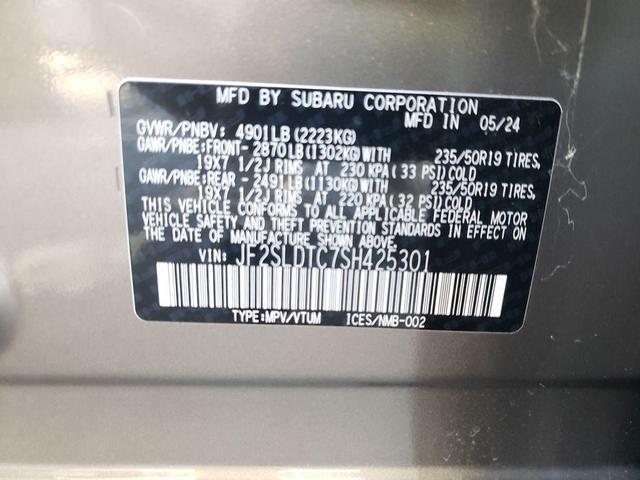 MFD BY SUBARU CORPORATION
GVWR/PNBV: 4901LB(2223KG) MFD IN 05/24
GAWR/PNBE:FRONT- 2870LB(1302KG)WITH 235/50R19 TIRES,
19X7 1/2J RIMS AT 230 KPA(33 PSI)COLD
GAWR/PNBE:REAR - 2491LB(1130KG)WITH 235/50R19 TIRES,
19X7 1/2J RIMS AT 220 KPA(32 PSI)COLD
THIS VEHICLE CONFORMS TO ALL APPLICABLE FEDERAL MOTOR
VEHICLE SAFETY AND THEFT PREVENTION STANDARDS IN EFFECT ON
THE DATE OF MANUFACTURE SHOWN ABOVE.
VIN: JF2SLDTC7SH425301
TYPE:MPV/VTUM ICES/NMB-002